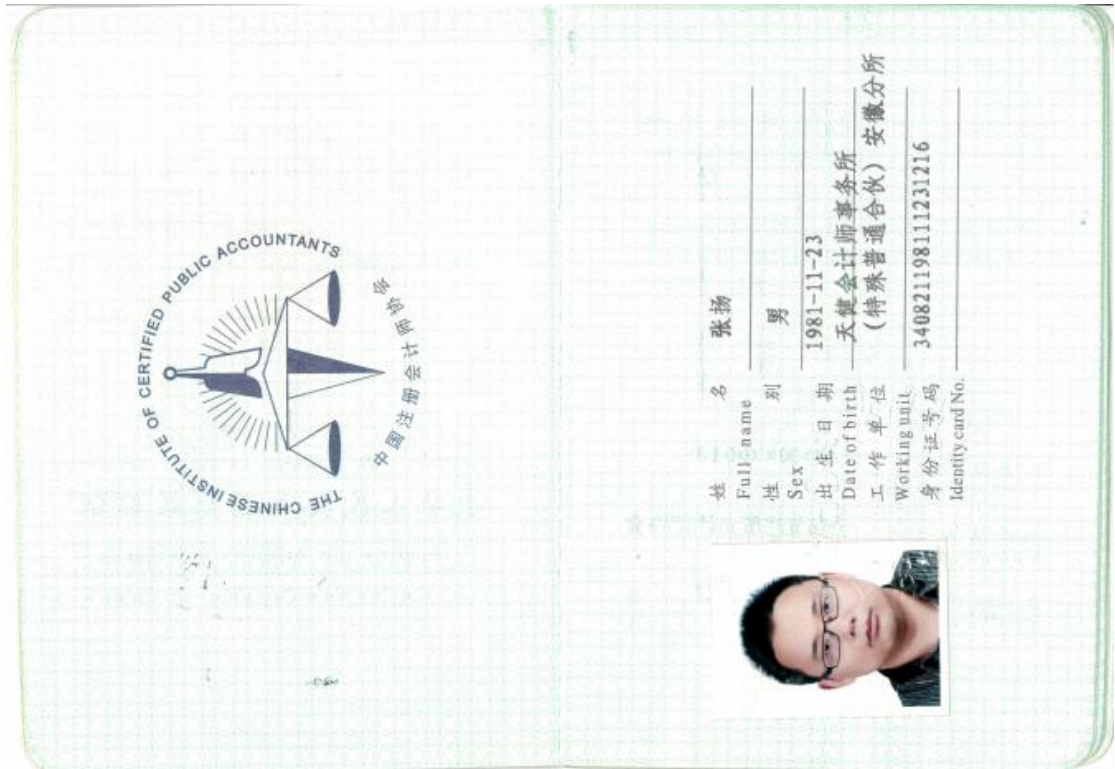 THE CHINESE INSTITUTE OF CERTIFIED PUBLIC ACCOUNTANTS
中国注册会计师协会
姓 名 张扬
Full name
性 别 男
Sex
出 生 日 期 1981-11-23
Date of birth
工 作 单 位 天健会计师事务所
Working unit (特殊普通合伙) 安徽分所
身份证号码 340821198111231216
Identity card No.